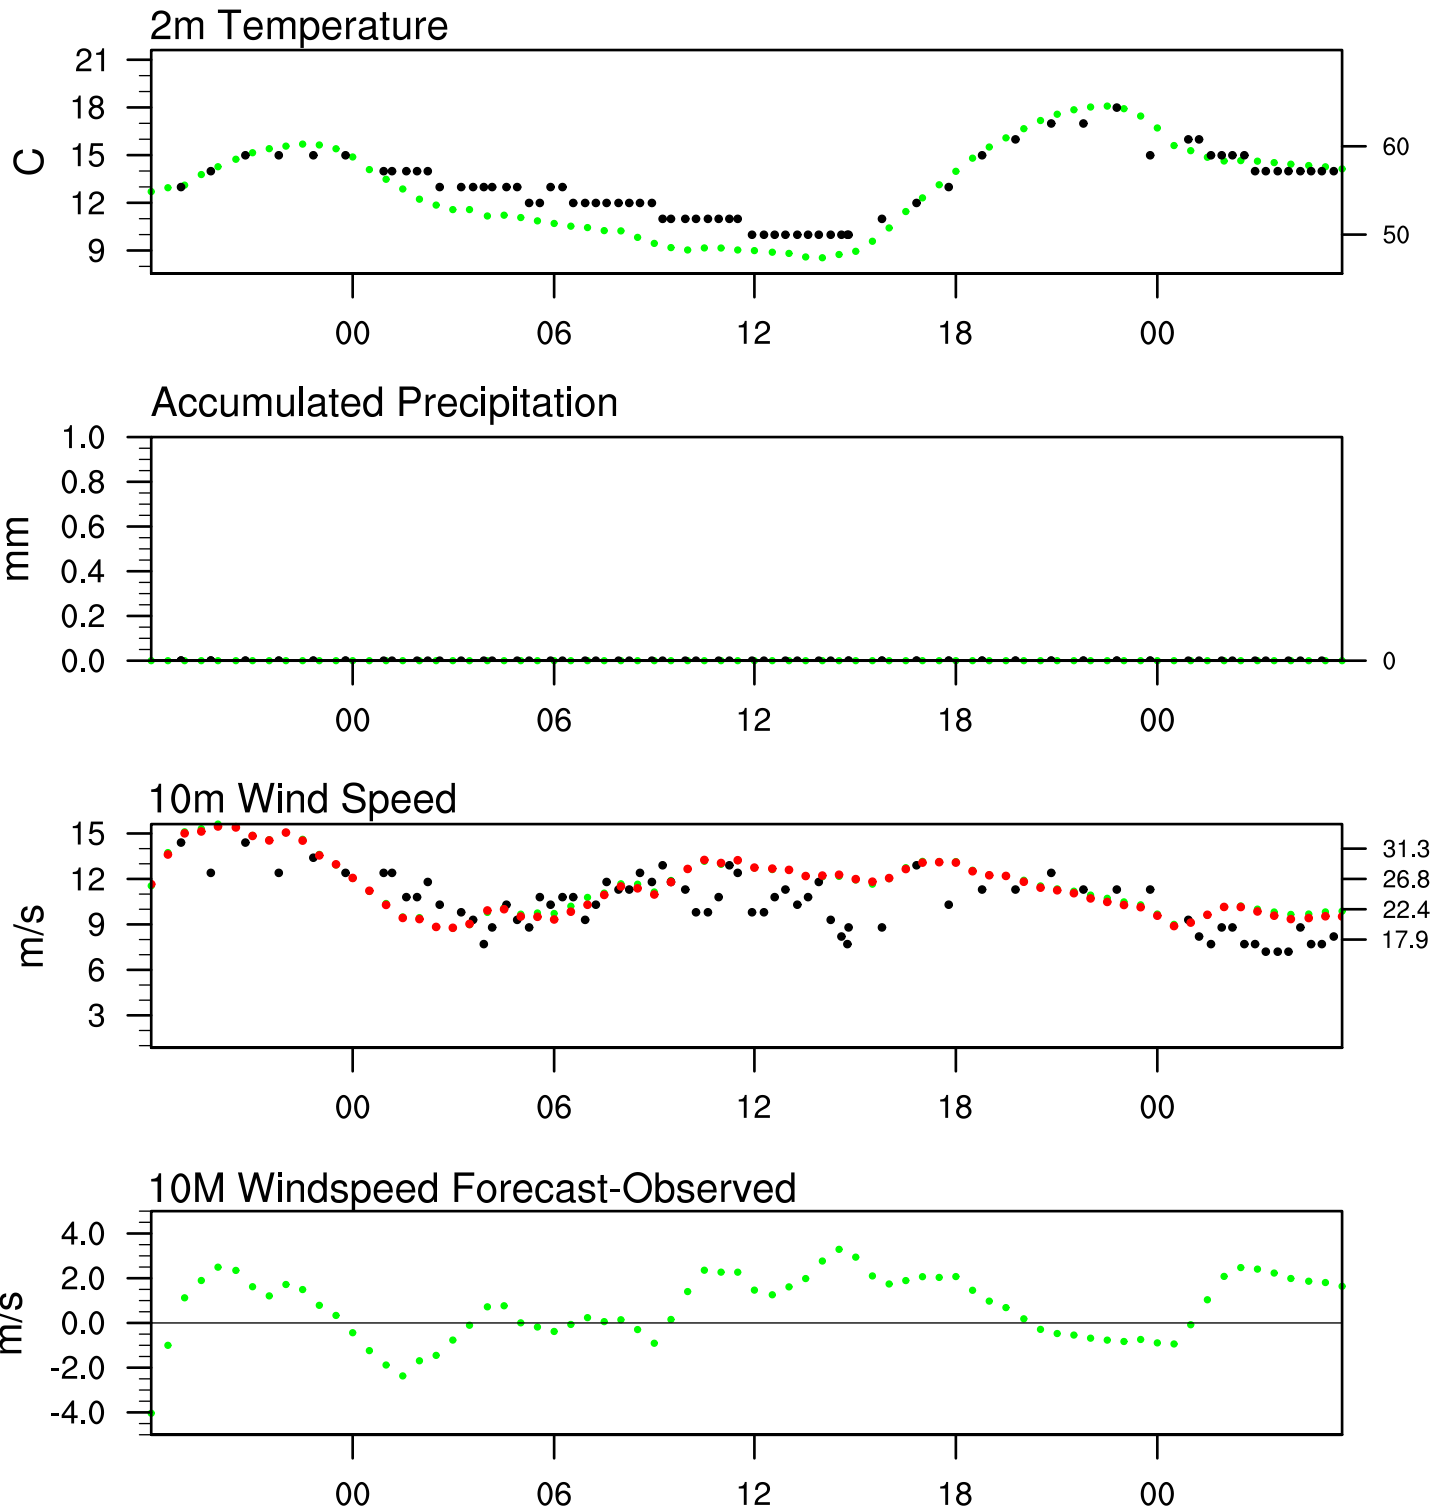 2m Temperature
21
18
15
12
9
C
60
50
00 06 12 18 00
Accumulated Precipitation
1.0
0.8
0.6
0.4
0.2
0.0
mm
0
00 06 12 18 00
10m Wind Speed
15
12
9
6
3
m/s
31.3
26.8
22.4
17.9
00 06 12 18 00
10M Windspeed Forecast-Observed
4.0
2.0
0.0
-2.0
-4.0
m/s
00 06 12 18 00